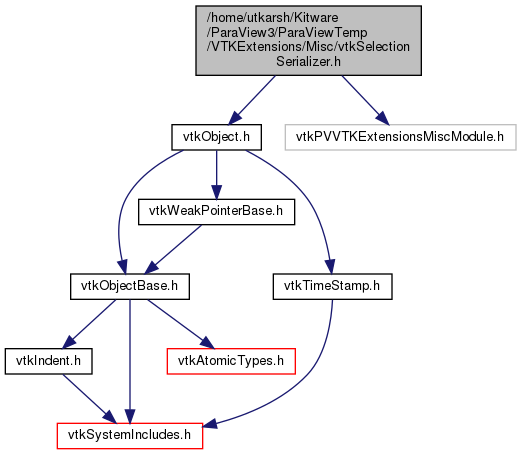 /home/utkarsh/Kitware
/ParaView3/ParaViewTemp
/VTKExtensions/Misc/vtkSelection
Serializer.h
vtkObject.h
vtkPVVTKExtensionsMiscModule.h
vtkWeakPointerBase.h
vtkObjectBase.h
vtkTimeStamp.h
vtkIndent.h
vtkAtomicTypes.h
vtkSystemIncludes.h